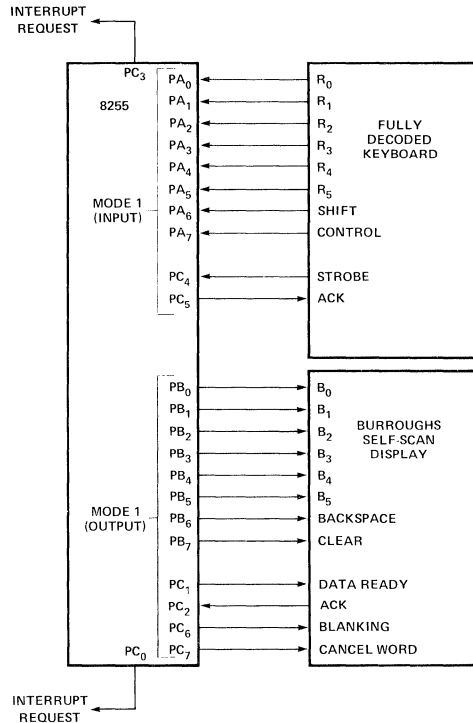 INTERRUPT
REQUEST
PC3
8255
MODE 1
(INPUT)
PA0
PA1
PA2
PA3
PA4
PA5
PA6
PA7
PC4
PC5
R0
R1
R2
R3
R4
R5
SHIFT
CONTROL
STROBE
ACK
FULLY
DECODED
KEYBOARD
MODE 1
(OUTPUT)
PB0
PB1
PB2
PB3
PB4
PB5
PB6
PB7
PC1
PC2
PC6
PC7
B0
B1
B2
B3
B4
B5
BACKSPACE
CLEAR
DATA READY
ACK
BLANKING
CANCEL WORD
BURROUGHS
SELF-SCAN
DISPLAY
PC0
INTERRUPT
REQUEST